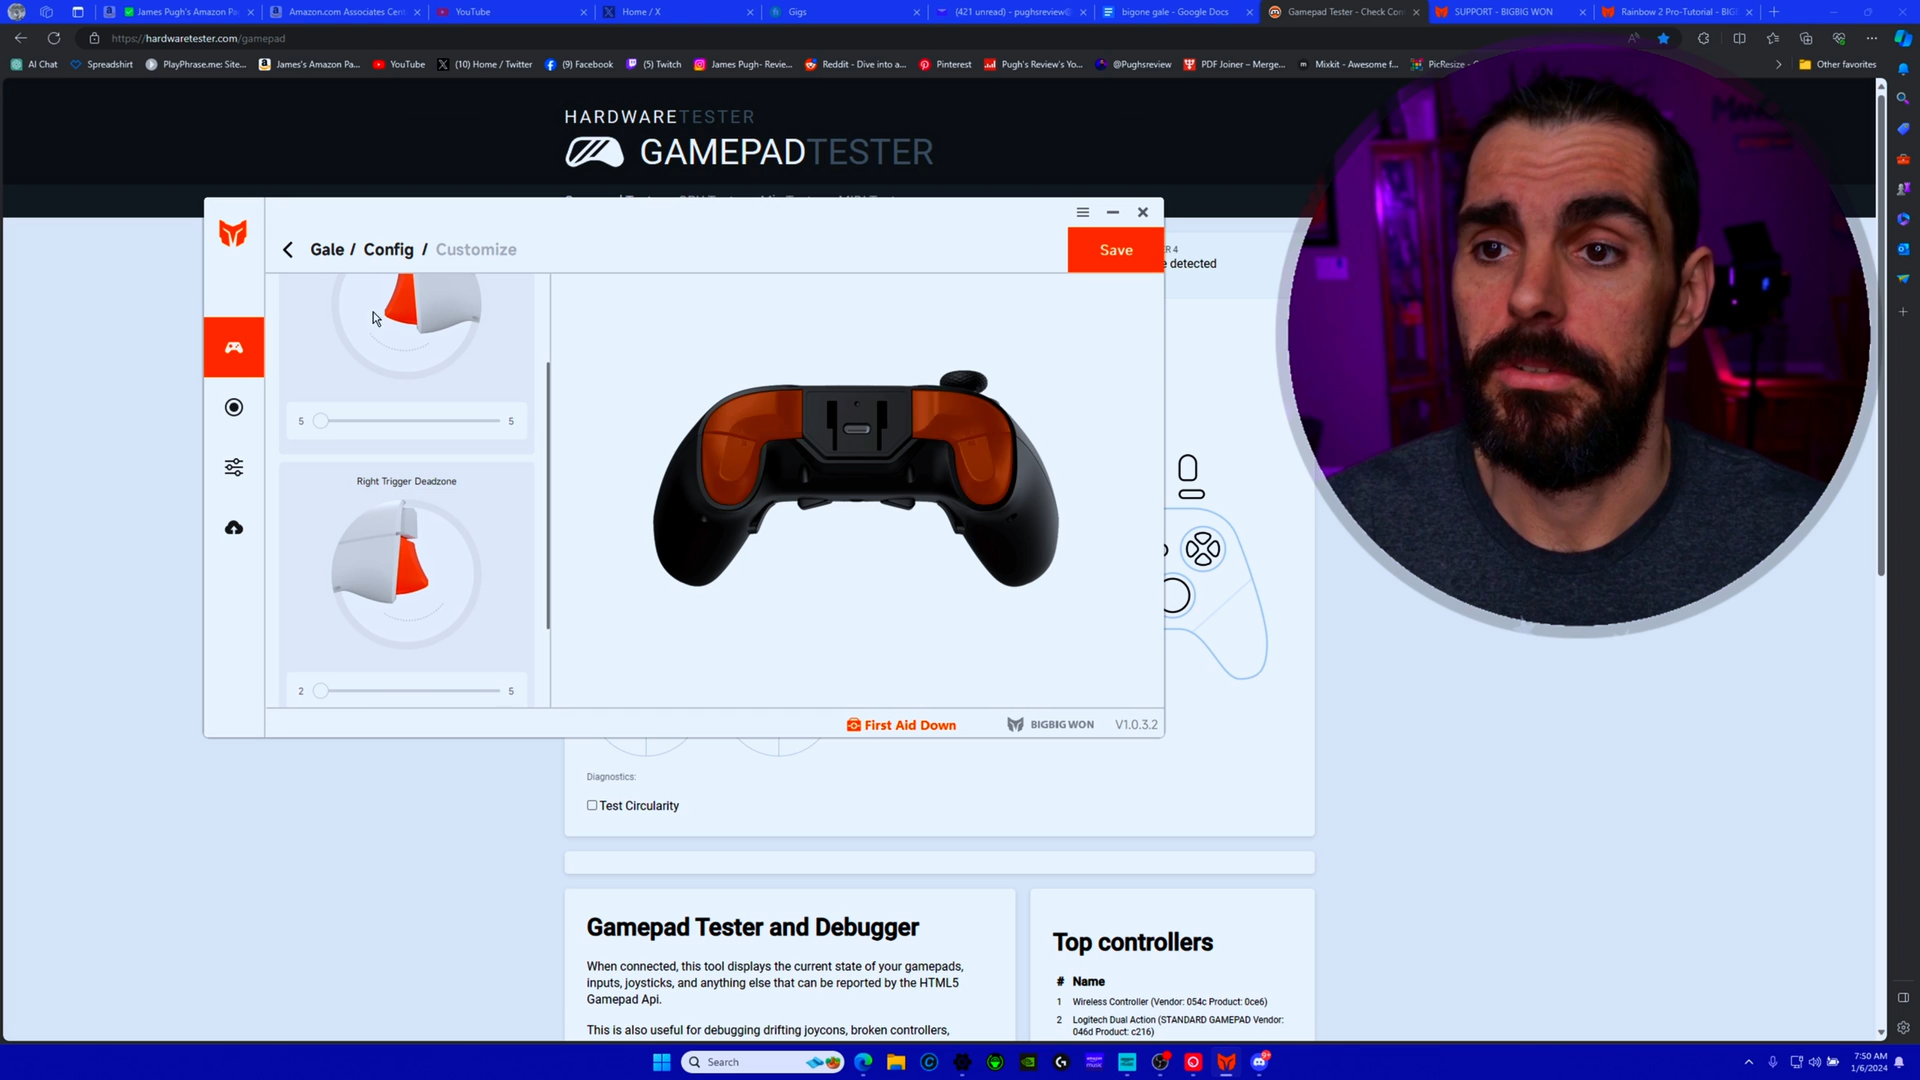 James Pugh's Amazon Pa
Amazon.com Associates Cent
YouTube
Home / X
Gigs
(421 unread) - pughsreview@
bigone gale - Google Docs
Gamepad Tester - Check Con
SUPPORT - BIGBIG WON
Rainbow 2 Pro-Tutorial - BIG
https://hardwaretester.com/gamepad
AI Chat
Spreadshirt
PlayPhrase.me: Site...
James's Amazon Pa...
YouTube
(10) Home / Twitter
(9) Facebook
(5) Twitch
James Pugh- Revie...
Reddit - Dive into a...
Pinterest
Pugh's Review's Yo...
@Pughsreview
PDF Joiner – Merge...
Mixkit - Awesome f...
PicResize -
Other favorites
HARDWARETESTER
GAMEPADTESTER
Gale / Config / Customize
Save
R 4
e detected
5 5
Right Trigger Deadzone
2 5
First Aid Down
BIGBIG WON
V1.0.3.2
Diagnostics:
Test Circularity
Gamepad Tester and Debugger
When connected, this tool displays the current state of your gamepads,
inputs, joysticks, and anything else that can be reported by the HTML5
Gamepad Api.
This is also useful for debugging drifting joycons, broken controllers,
Top controllers
# Name
1 Wireless Controller (Vendor: 054c Product: 0ce6)
2 Logitech Dual Action (STANDARD GAMEPAD Vendor:
046d Product: c216)
Search
7:50 AM
1/6/2024